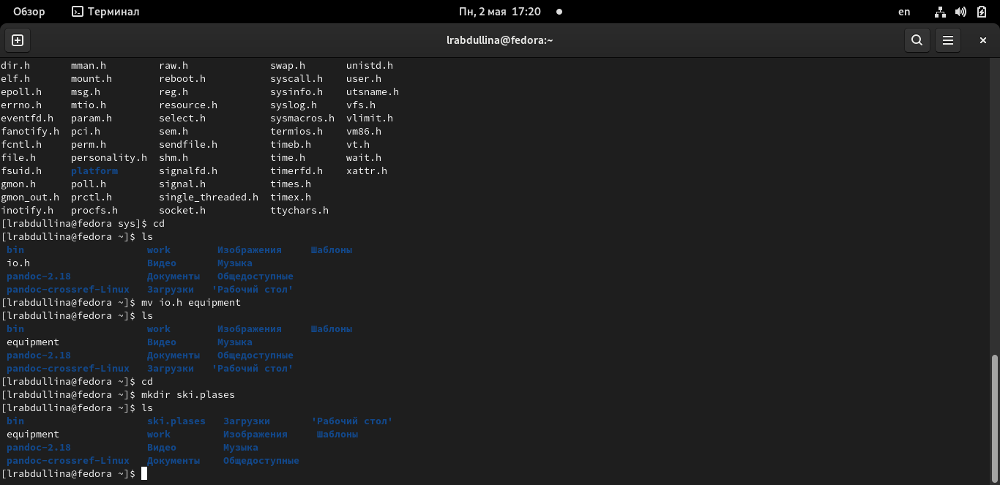 Обзор Терминал Пн, 2 мая 17:20 en
lrabdullina@fedora:~
dir.h mman.h raw.h swap.h unistd.h
elf.h mount.h reboot.h syscall.h user.h
epoll.h msg.h reg.h sysinfo.h utsname.h
errno.h mtio.h resource.h syslog.h vfs.h
eventfd.h param.h select.h sysmacros.h vlimit.h
fanotify.h pci.h sem.h termios.h vm86.h
fcntl.h perm.h sendfile.h timeb.h vt.h
file.h personality.h shm.h time.h wait.h
fsuid.h platform signalfd.h timerfd.h xattr.h
gmon.h poll.h signal.h times.h
gmon_out.h prctl.h single_threaded.h timex.h
inotify.h procfs.h socket.h ttychars.h
[lrabdullina@fedora sys]$ cd
[lrabdullina@fedora ~]$ ls
bin work Изображения Шаблоны
io.h Видео Музыка
pandoc-2.18 Документы Общедоступные
pandoc-crossref-Linux Загрузки 'Рабочий стол'
[lrabdullina@fedora ~]$ mv io.h equipment
[lrabdullina@fedora ~]$ ls
bin work Изображения Шаблоны
equipment Видео Музыка
pandoc-2.18 Документы Общедоступные
pandoc-crossref-Linux Загрузки 'Рабочий стол'
[lrabdullina@fedora ~]$ cd
[lrabdullina@fedora ~]$ mkdir ski.plases
[lrabdullina@fedora ~]$ ls
bin ski.plases Загрузки 'Рабочий стол'
equipment work Изображения Шаблоны
pandoc-2.18 Видео Музыка
pandoc-crossref-Linux Документы Общедоступные
[lrabdullina@fedora ~]$